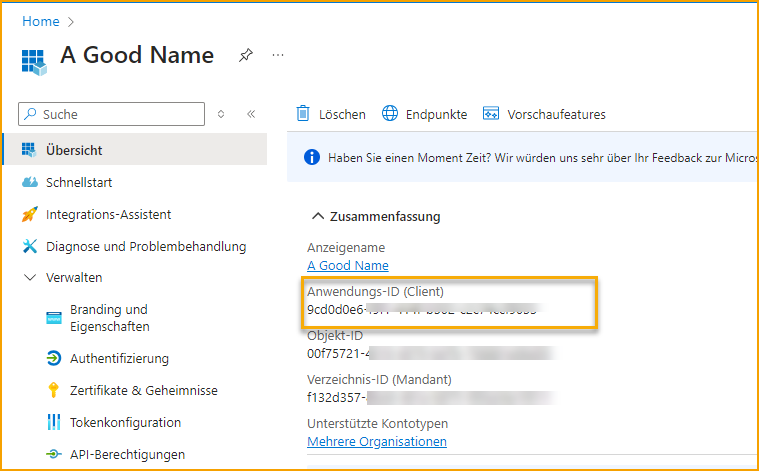 Home
A Good Name
Suche
Löschen
Endpunkte
Vorschaufeatures
Übersicht
Haben Sie einen Moment Zeit? Wir würden uns sehr über Ihr Feedback zur Micros
Schnellstart
Integrations-Assistent
Diagnose und Problembehandlung
Verwalten
Branding und
Eigenschaften
Authentifizierung
Zertifikate & Geheimnisse
Tokenkonfiguration
API-Berechtigungen
Zusammenfassung
Anzeigename
A Good Name
Anwendungs-ID (Client)
9cd0d0e6-
Objekt-ID
00f75721-
Verzeichnis-ID (Mandant)
f132d357-
Unterstützte Kontotypen
Mehrere Organisationen